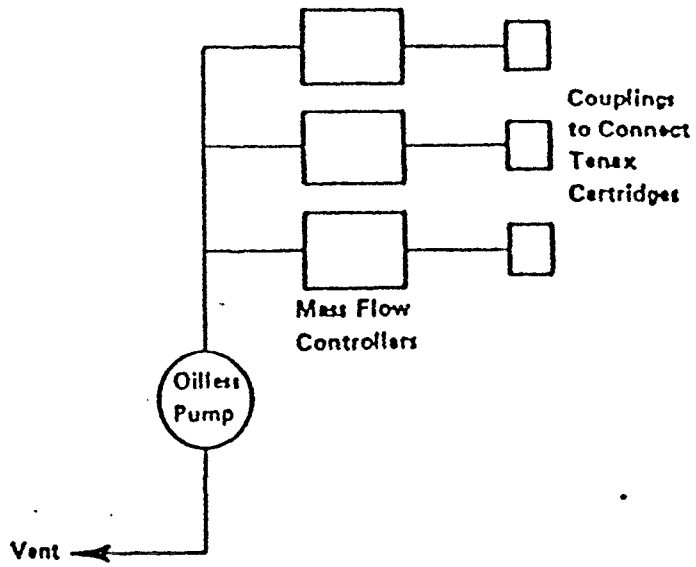 Couplings
to Connect
Tenax
Cartridges
Mass Flow
Controllers
Oilless
Pump
Vent